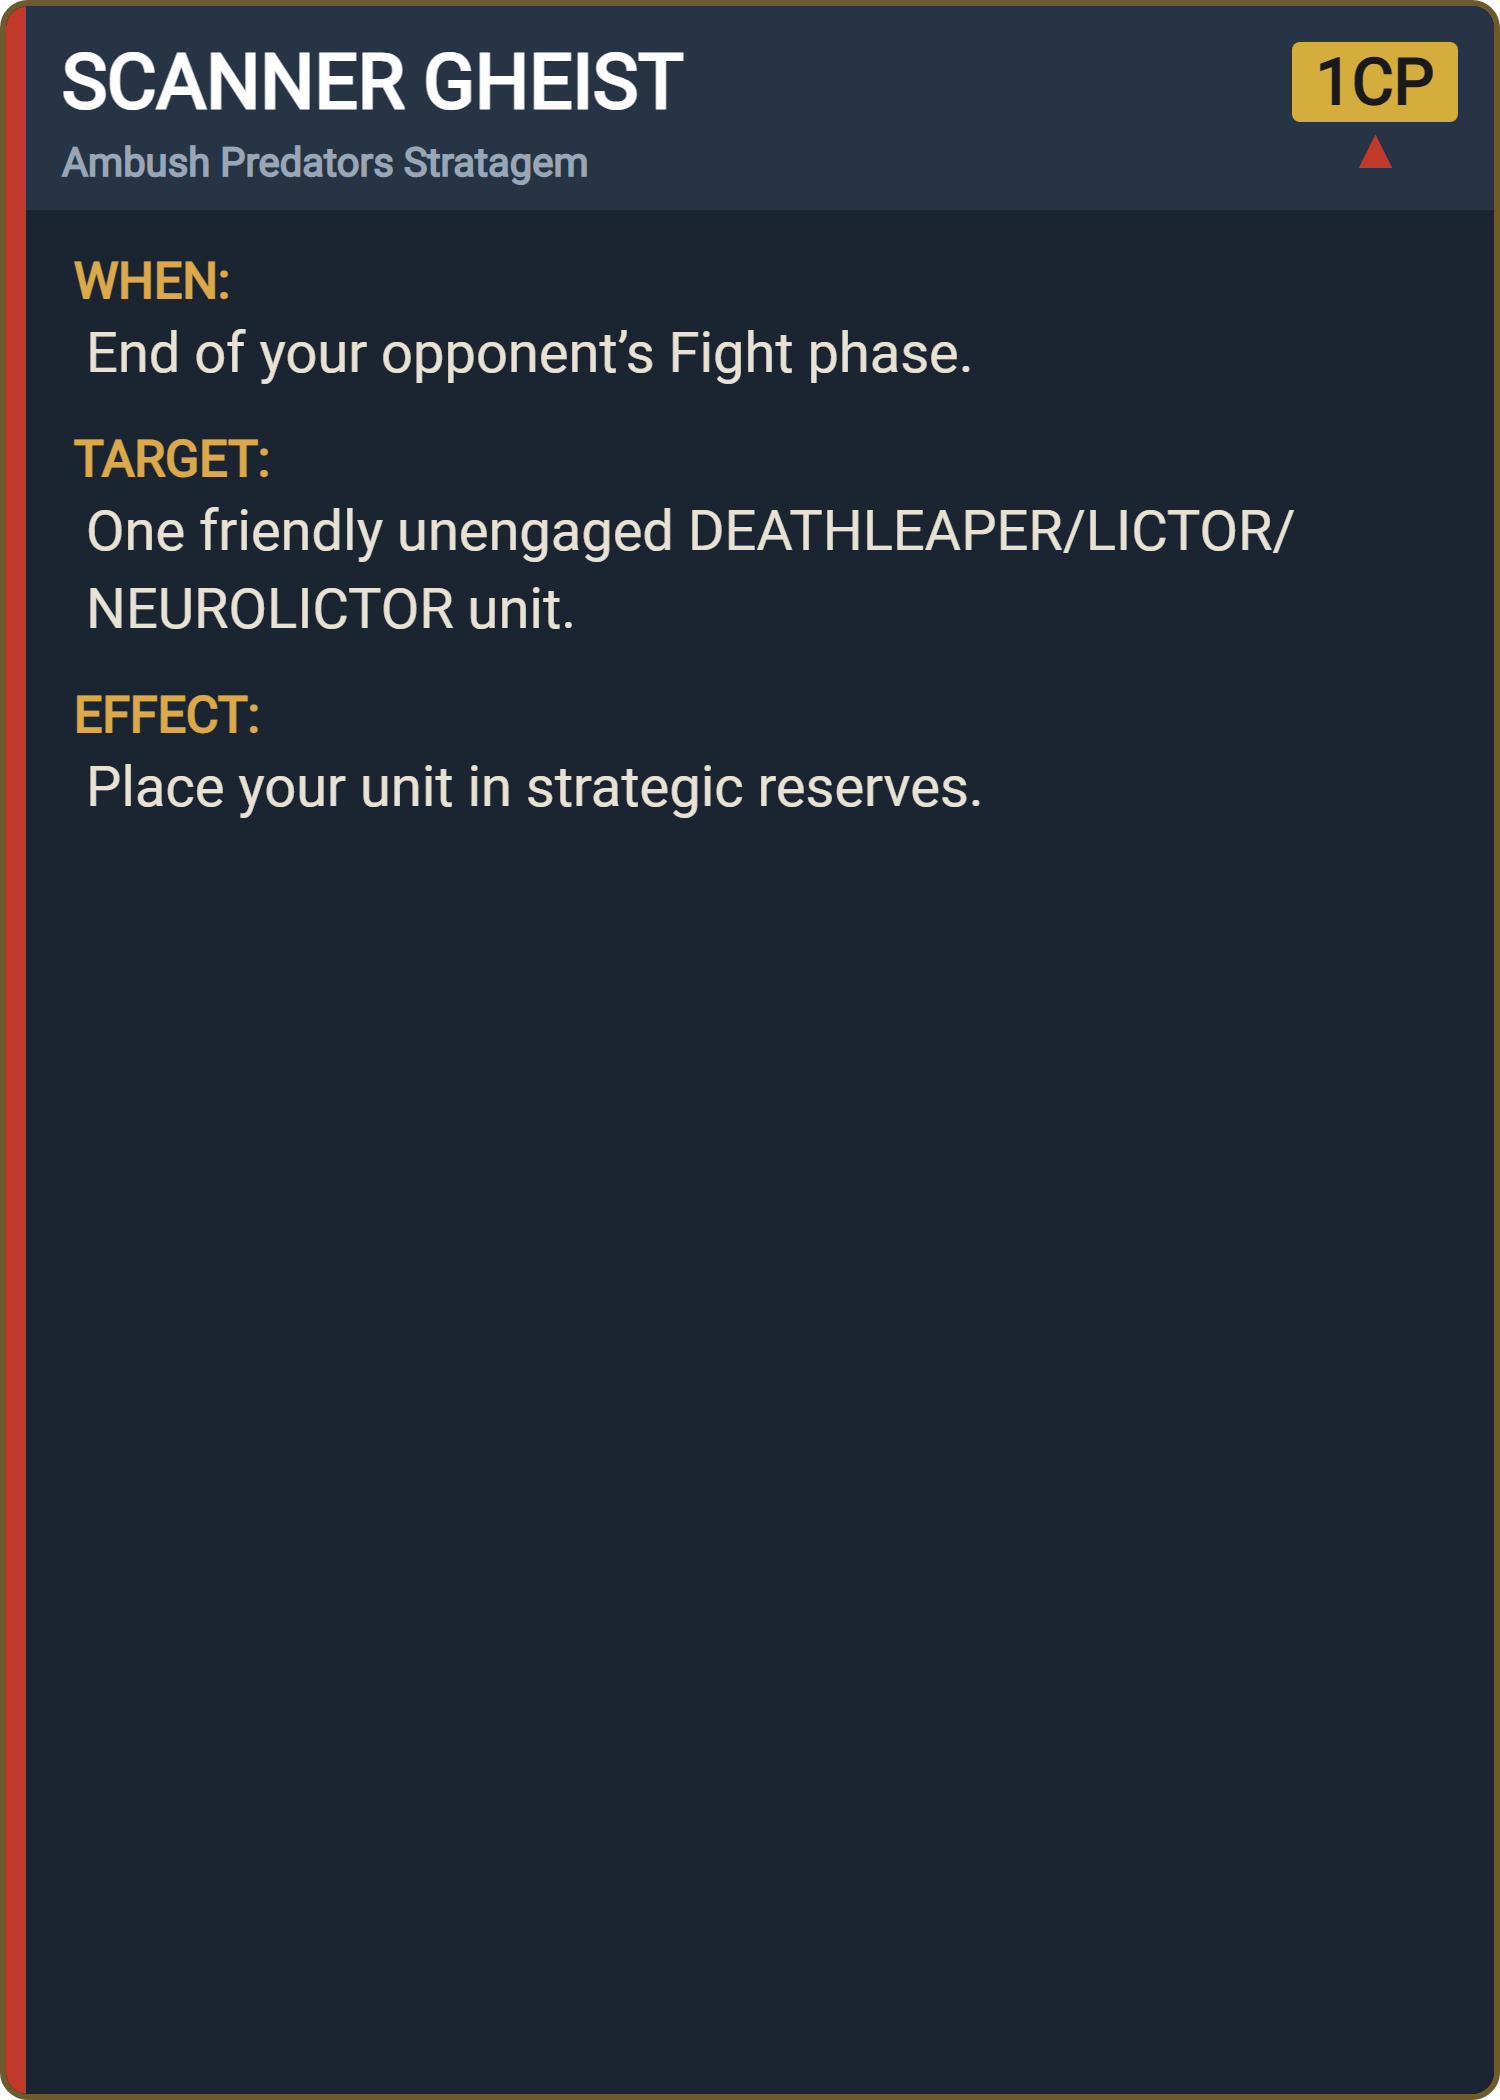 SCANNER GHEIST
1CP
Ambush Predators Stratagem
WHEN:
End of your opponent’s Fight phase.
TARGET:
One friendly unengaged DEATHLEAPER/LICTOR/
NEUROLICTOR unit.
EFFECT:
Place your unit in strategic reserves.